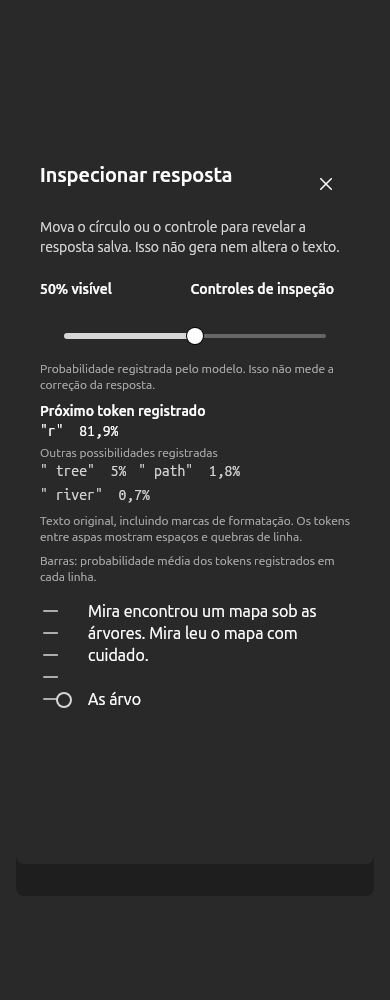 Inspecionar resposta
Mova o círculo ou o controle para revelar a
resposta salva. Isso não gera nem altera o texto.
50% visível Controles de inspeção
Probabilidade registrada pelo modelo. Isso não mede a
correção da resposta.
Próximo token registrado
"r" 81,9%
Outras possibilidades registradas
" tree" 5% " path" 1,8%
" river" 0,7%
Texto original, incluindo marcas de formatação. Os tokens
entre aspas mostram espaços e quebras de linha.
Barras: probabilidade média dos tokens registrados em
cada linha.
Mira encontrou um mapa sob as
árvores. Mira leu o mapa com
cuidado.
As árvo